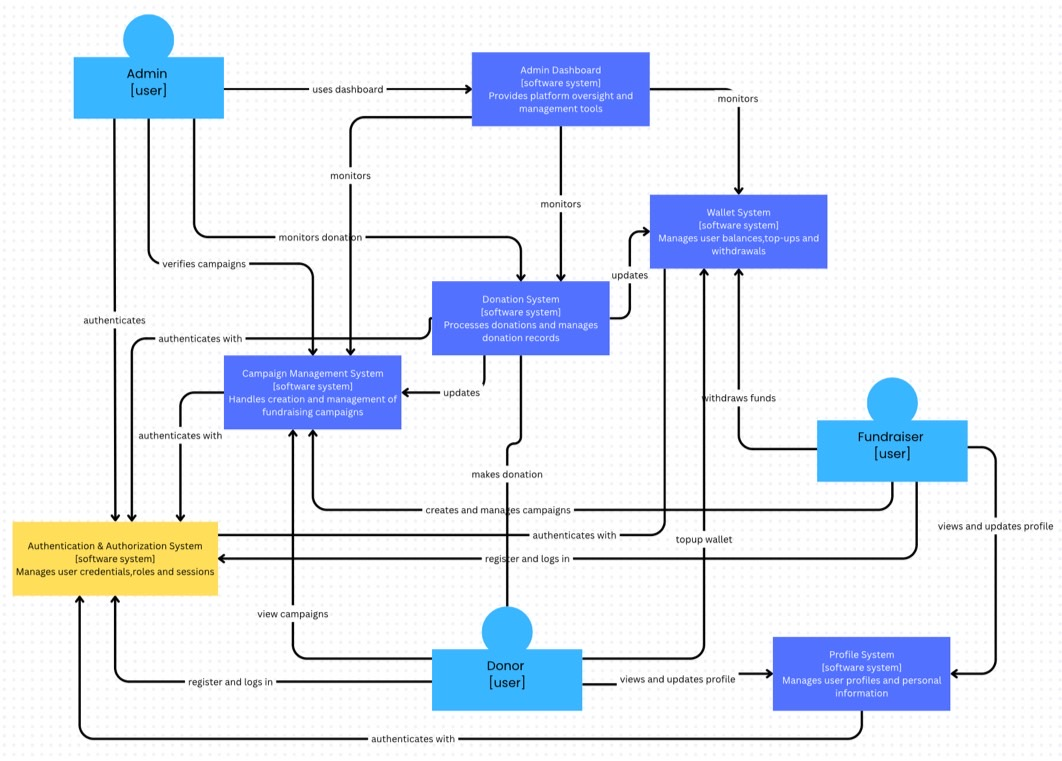 Admin
[user]
uses dashboard
Admin Dashboard
[software system]
Provides platform oversight and
management tools
monitors
monitors
monitors
Wallet System
[software system]
Manages user balances,top-ups and
withdrawals
monitors donation
verifies campaigns
updates
Donation System
[software system]
Processes donations and manages
donation records
authenticates
authenticates with
Campaign Management System
[software system]
Handles creation and management of
fundraising campaigns
updates
withdraws funds
authenticates with
Fundraiser
[user]
makes donation
creates and manages campaigns
views and updates profile
authenticates with
topup wallet
Authentication & Authorization System
[software system]
Manages user credentials,roles and sessions
register and logs in
view campaigns
Donor
[user]
register and logs in
views and updates profile
Profile System
[software system]
Manages user profiles and personal
information
authenticates with